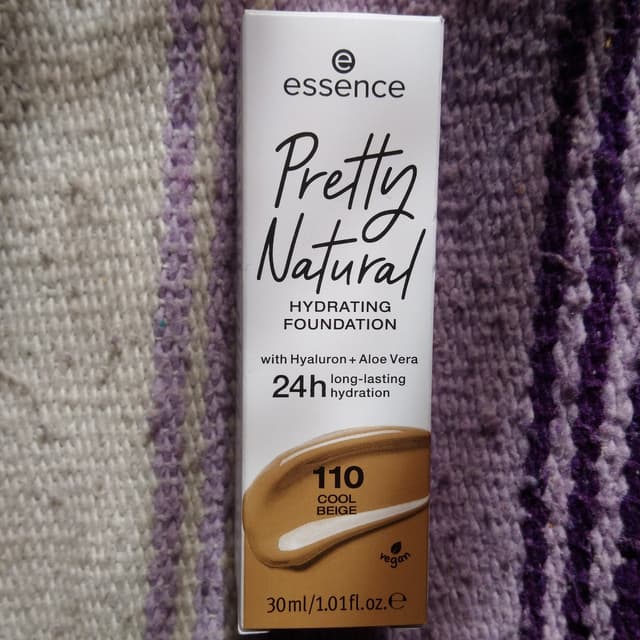 essence
Pretty
Natural
HYDRATING
FOUNDATION
with Hyaluron + Aloe Vera
24h long-lasting
hydration
110
COOL
BEIGE
vegan
30ml/1.01fl.oz.℮